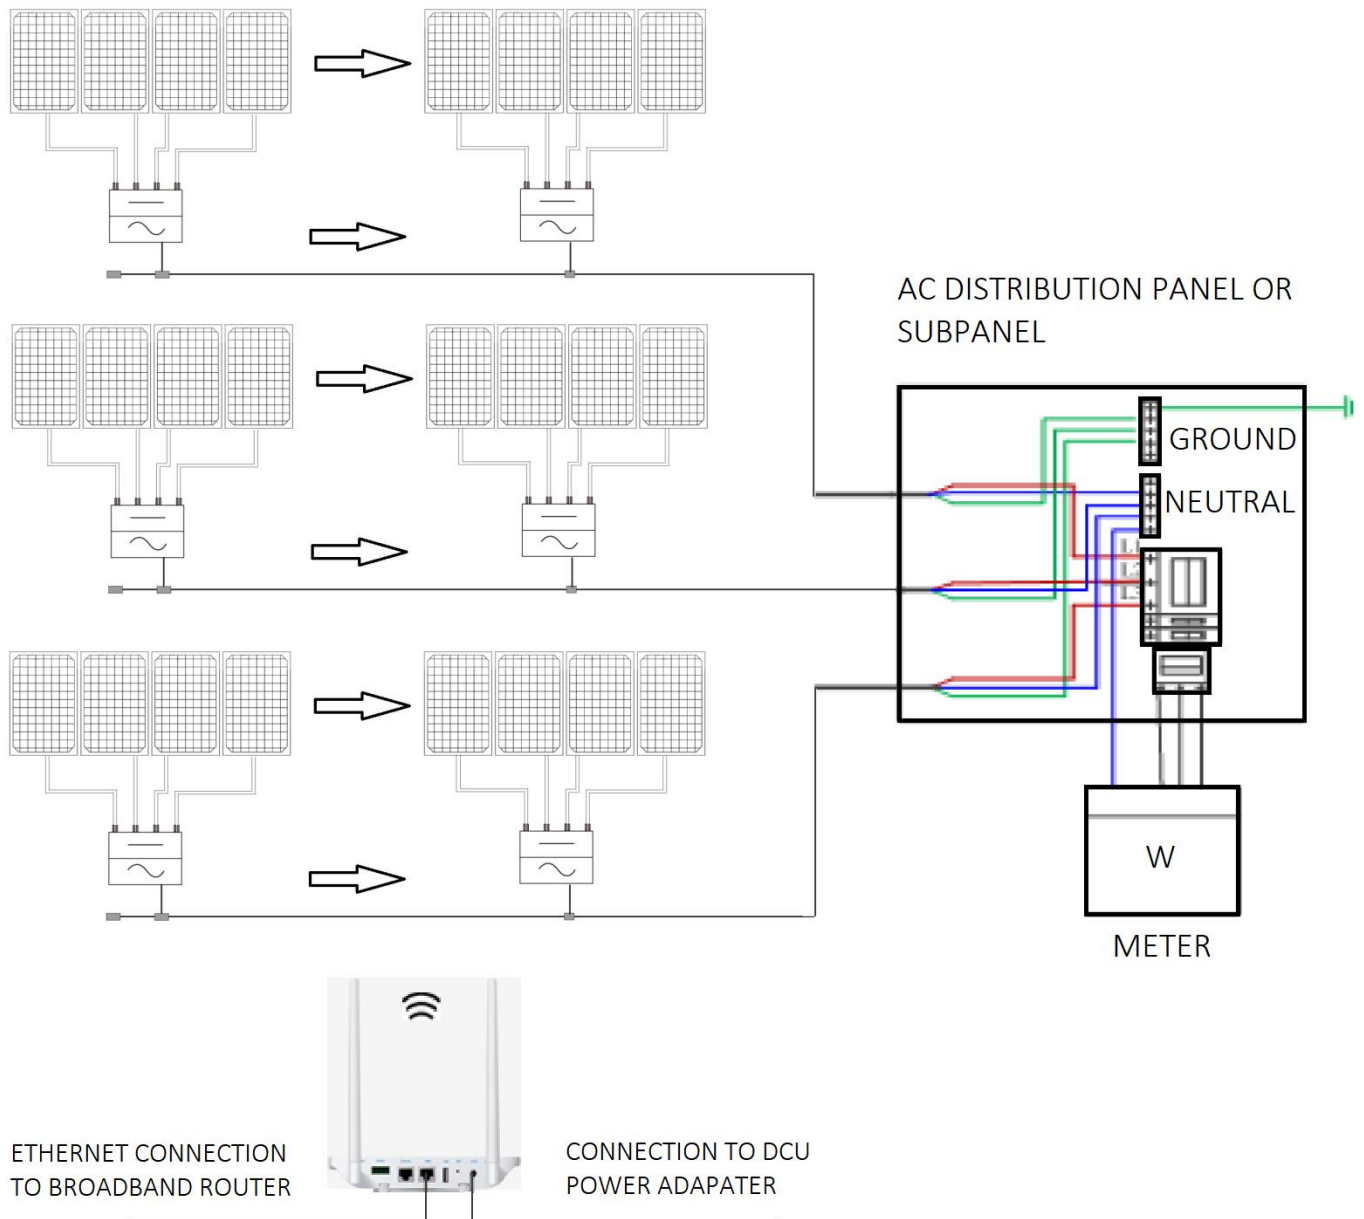 AC DISTRIBUTION PANEL OR
SUBPANEL
GROUND
NEUTRAL
W
METER
ETHERNET CONNECTION
TO BROADBAND ROUTER
CONNECTION TO DCU
POWER ADAPATER